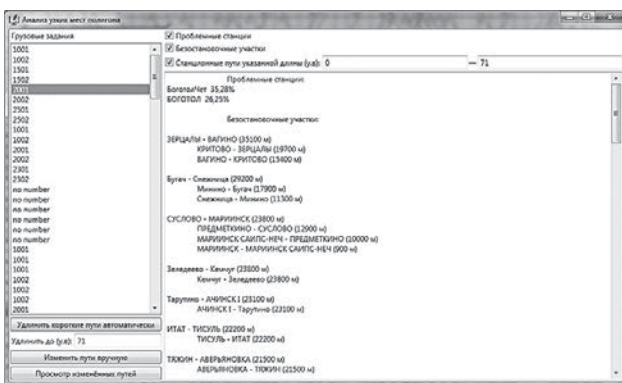 Анализ узких мест полигона
Грузовые задания
1001
1002
1501
1502
2001
2002
2501
2502
1001
1002
2001
2002
2301
2302
no number
no number
no number
no number
no number
no number
1001
1001
1001
1002
1002
1002
2001
Удлинить короткие пути автоматически
Удлинить до (у.в): 71
Изменить пути вручную
Просмотр изменённых путей
Проблемные станции
Безостановочные участки
Станционные пути указанной длины (у.в): 0 — 71
Проблемные станции:
БоготолЧет 35,28%
БОГОТОЛ 26,25%
Безостановочные участки:
ЗЕРЦАЛЫ - ВАГИНО (35100 м)
КРИТОВО - ЗЕРЦАЛЫ (19700 м)
ВАГИНО - КРИТОВО (15400 м)
Бугач - Снежница (29200 м)
Минино - Бугач (17900 м)
Снежница - Минино (11300 м)
СУСЛОВО - МАРИИНСК (23800 м)
ПРЕДМЕТКИНО - СУСЛОВО (12900 м)
МАРИИНСК САИПС-НЕЧ - ПРЕДМЕТКИНО (10000 м)
МАРИИНСК - МАРИИНСК САИПС-НЕЧ (900 м)
Зеледеево - Кемчуг (23800 м)
Кемчуг - Зеледеево (23800 м)
Тарутино - АЧИНСК I (23100 м)
АЧИНСК I - Тарутино (23100 м)
ИТАТ - ТИСУЛЬ (22200 м)
ТИСУЛЬ - ИТАТ (22200 м)
ТЯЖИН - АВЕРЬЯНОВКА (21500 м)
АВЕРЬЯНОВКА - ТЯЖИН (21500 м)